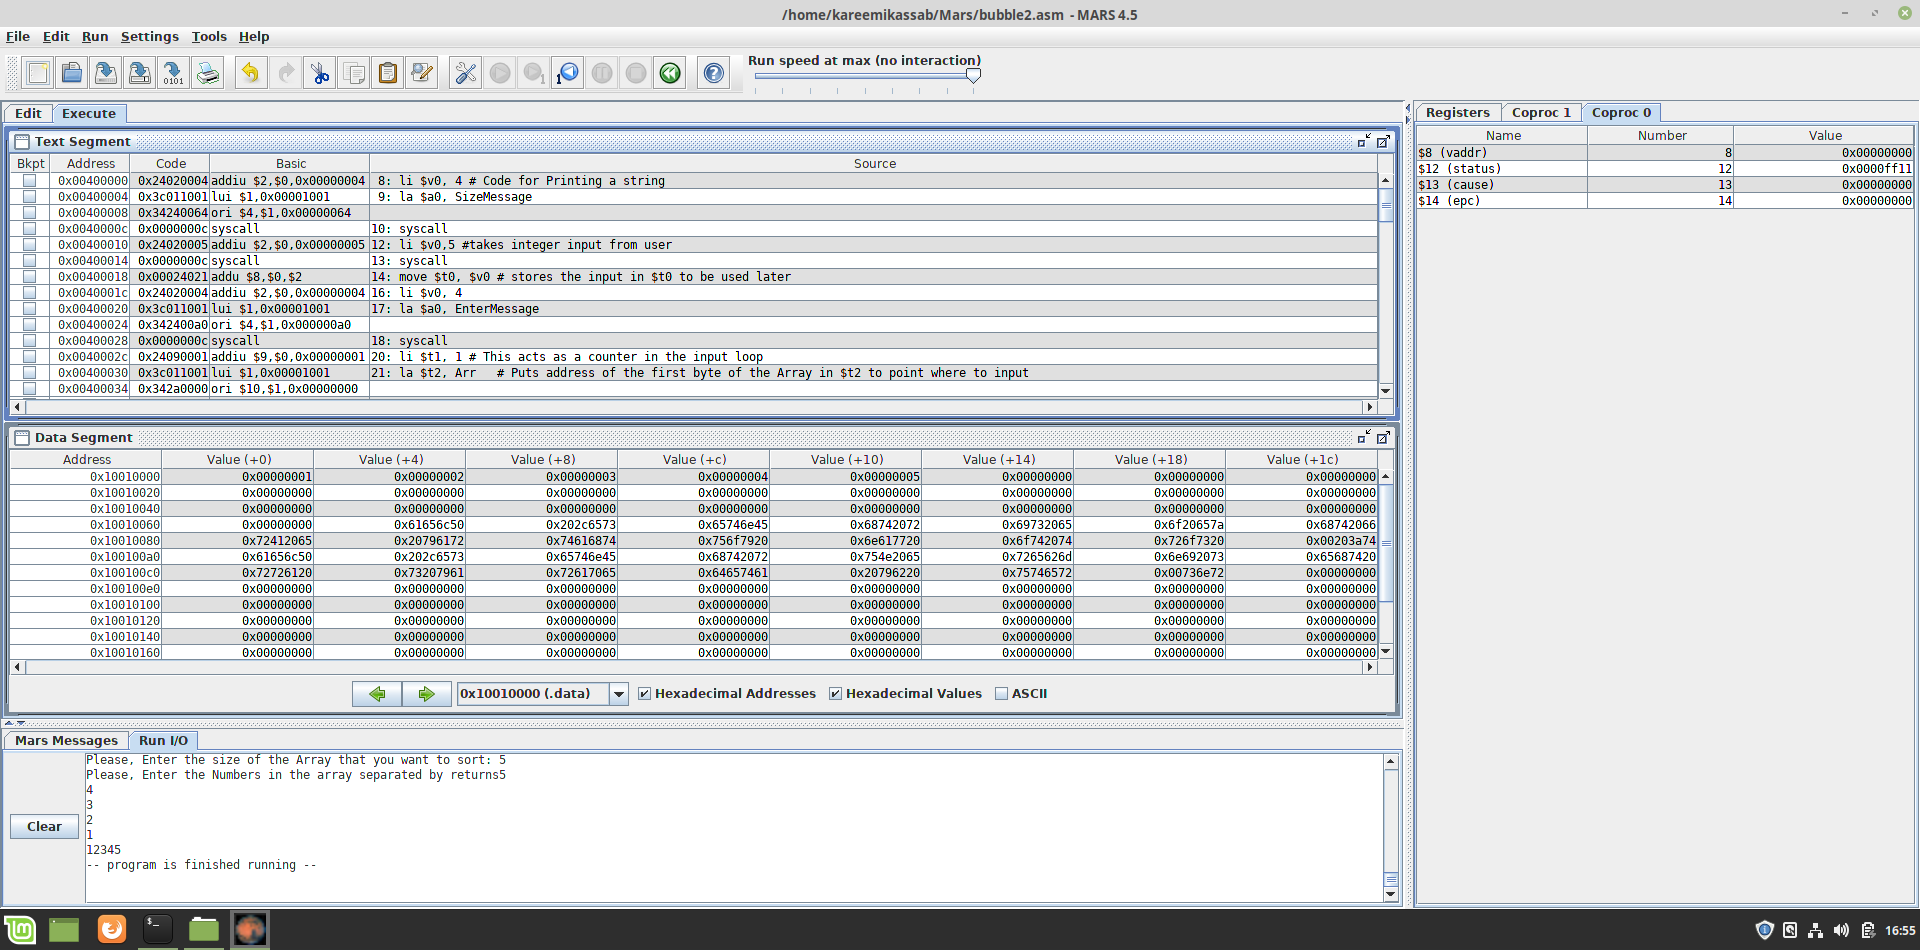 /home/kareemikassab/Mars/bubble2.asm - MARS 4.5
File Edit Run Settings Tools Help
Run speed at max (no interaction)
Edit Execute
Text Segment
Bkpt Address Code Basic Source
0x00400000 0x24020004 addiu $2,$0,0x00000004 8: li $v0, 4 # Code for Printing a string
0x00400004 0x3c011001 lui $1,0x00001001 9: la $a0, SizeMessage
0x00400008 0x34240064 ori $4,$1,0x00000064
0x0040000c 0x0000000c syscall 10: syscall
0x00400010 0x24020005 addiu $2,$0,0x00000005 12: li $v0,5 #takes integer input from user
0x00400014 0x0000000c syscall 13: syscall
0x00400018 0x00024021 addu $8,$0,$2 14: move $t0, $v0 # stores the input in $t0 to be used later
0x0040001c 0x24020004 addiu $2,$0,0x00000004 16: li $v0, 4
0x00400020 0x3c011001 lui $1,0x00001001 17: la $a0, EnterMessage
0x00400024 0x342400a0 ori $4,$1,0x000000a0
0x00400028 0x0000000c syscall 18: syscall
0x0040002c 0x24090001 addiu $9,$0,0x00000001 20: li $t1, 1 # This acts as a counter in the input loop
0x00400030 0x3c011001 lui $1,0x00001001 21: la $t2, Arr # Puts address of the first byte of the Array in $t2 to point where to input
0x00400034 0x342a0000 ori $10,$1,0x00000000
Data Segment
Address Value (+0) Value (+4) Value (+8) Value (+c) Value (+10) Value (+14) Value (+18) Value (+1c)
0x10010000 0x00000001 0x00000002 0x00000003 0x00000004 0x00000005 0x00000000 0x00000000 0x00000000
0x10010020 0x00000000 0x00000000 0x00000000 0x00000000 0x00000000 0x00000000 0x00000000 0x00000000
0x10010040 0x00000000 0x00000000 0x00000000 0x00000000 0x00000000 0x00000000 0x00000000 0x00000000
0x10010060 0x00000000 0x61656c50 0x202c6573 0x65746e45 0x68742072 0x69732065 0x6f20657a 0x68742066
0x10010080 0x72412065 0x20796172 0x74616874 0x756f7920 0x6e617720 0x6f742074 0x726f7320 0x00203a74
0x100100a0 0x61656c50 0x202c6573 0x65746e45 0x68742072 0x754e2065 0x7265626d 0x6e692073 0x65687420
0x100100c0 0x72726120 0x73207961 0x72617065 0x64657461 0x20796220 0x75746572 0x00736e72 0x00000000
0x100100e0 0x00000000 0x00000000 0x00000000 0x00000000 0x00000000 0x00000000 0x00000000 0x00000000
0x10010100 0x00000000 0x00000000 0x00000000 0x00000000 0x00000000 0x00000000 0x00000000 0x00000000
0x10010120 0x00000000 0x00000000 0x00000000 0x00000000 0x00000000 0x00000000 0x00000000 0x00000000
0x10010140 0x00000000 0x00000000 0x00000000 0x00000000 0x00000000 0x00000000 0x00000000 0x00000000
0x10010160 0x00000000 0x00000000 0x00000000 0x00000000 0x00000000 0x00000000 0x00000000 0x00000000
0x10010000 (.data) Hexadecimal Addresses Hexadecimal Values ASCII
Mars Messages Run I/O
Clear
Please, Enter the size of the Array that you want to sort: 5
Please, Enter the Numbers in the array separated by returns5
4
3
2
1
12345
-- program is finished running --
Registers Coproc 1 Coproc 0
Name Number Value
$8 (vaddr) 8 0x00000000
$12 (status) 12 0x0000ff11
$13 (cause) 13 0x00000000
$14 (epc) 14 0x00000000
16:55